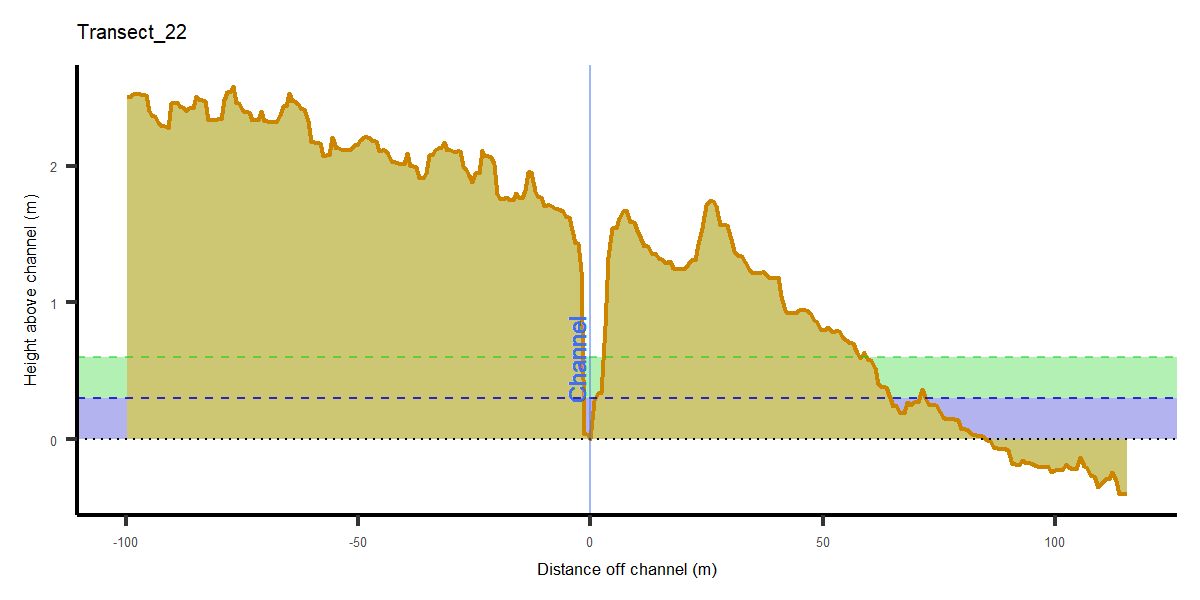 Transect_22
Height above channel (m)
2
1
0
Channel
-100
-50
0
50
100
Distance off channel (m)